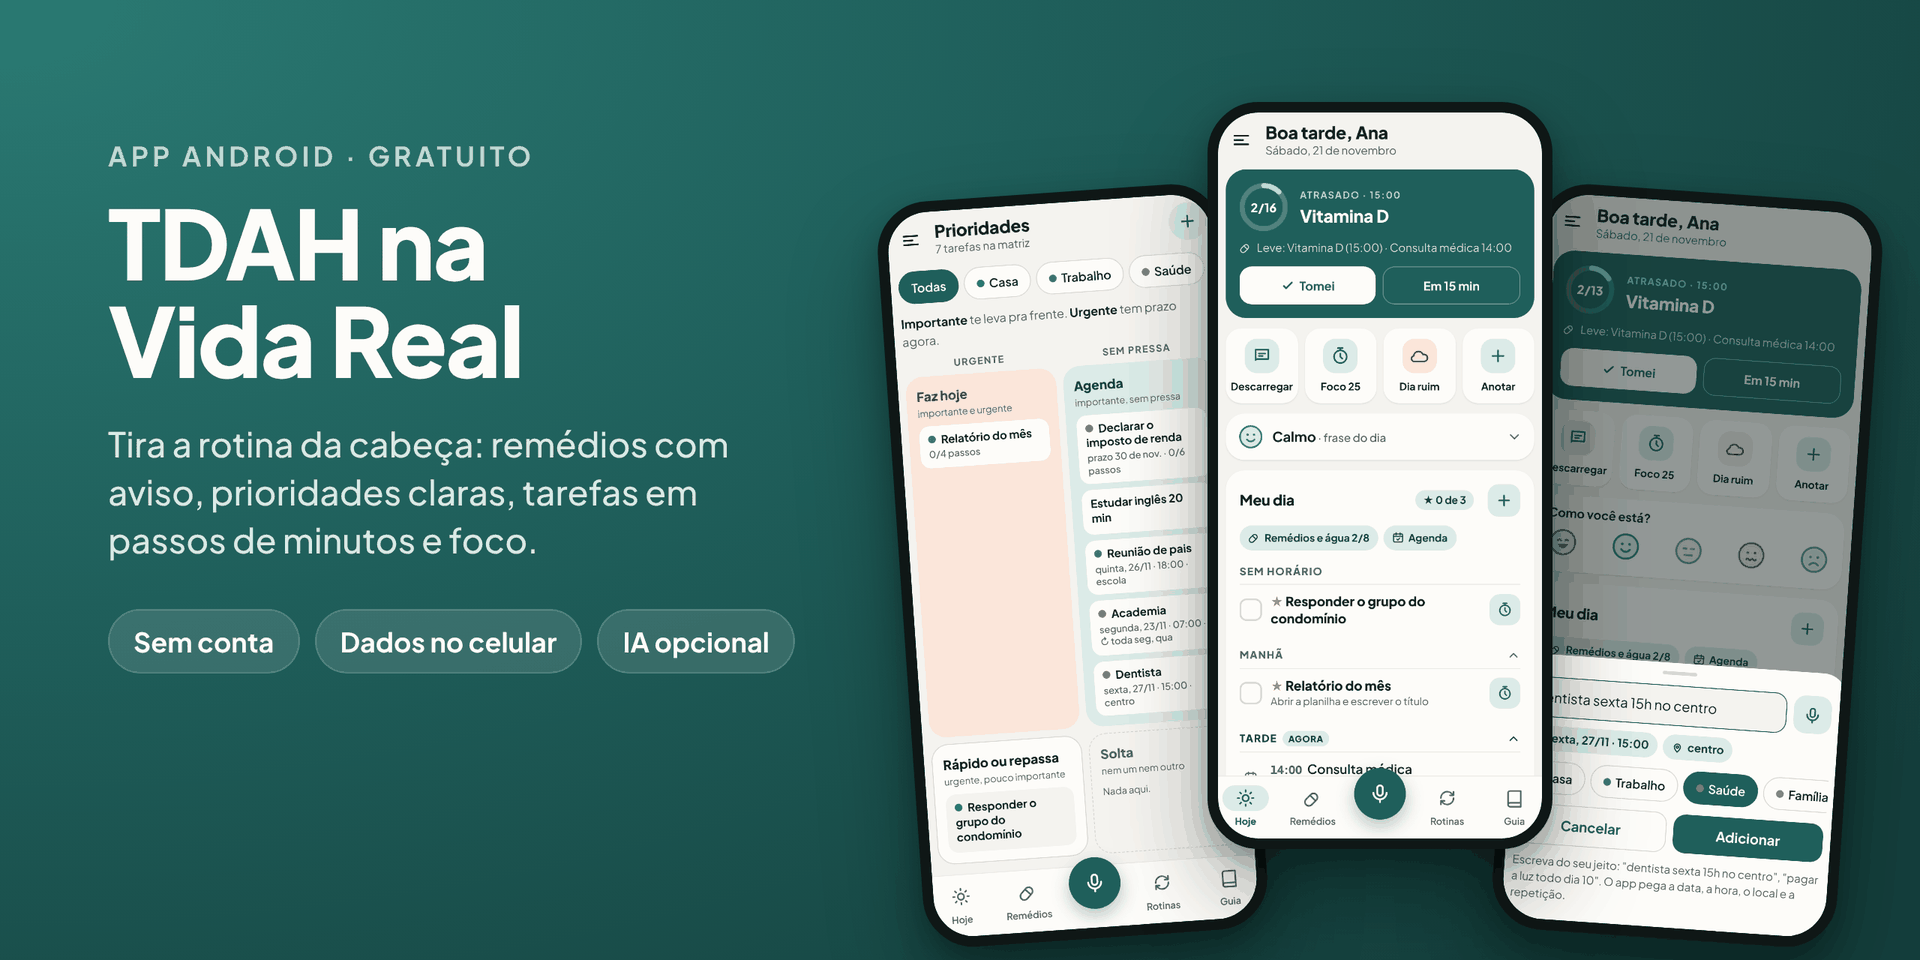 APP ANDROID · GRATUITO
TDAH na
Vida Real
Tira a rotina da cabeça: remédios com
aviso, prioridades claras, tarefas em
passos de minutos e foco.
Sem conta
Dados no celular
IA opcional
Prioridades
7 tarefas na matriz
Todas
Casa
Trabalho
Saúde
Importante te leva pra frente. Urgente tem prazo
agora.
URGENTE
SEM PRESSA
Faz hoje
importante e urgente
Relatório do mês
0/4 passos
Agenda
importante, sem pressa
Declarar o
imposto de renda
prazo 30 de nov. · 0/6
passos
Estudar inglês 20
min
Reunião de pais
quinta, 26/11 · 18:00 ·
escola
Academia
segunda, 23/11 · 07:00 ·
toda seg, qua
Dentista
sexta, 27/11 · 15:00 ·
centro
Rápido ou repassa
urgente, pouco importante
Responder o
grupo do
condomínio
Solta
nem um nem outro
Nada aqui.
Hoje
Remédios
Rotinas
Guia
Boa tarde, Ana
Sábado, 21 de novembro
2/16
ATRASADO · 15:00
Vitamina D
Leve: Vitamina D (15:00) · Consulta médica 14:00
Tomei
Em 15 min
Descarregar
Foco 25
Dia ruim
Anotar
Calmo · frase do dia
Meu dia
★ 0 de 3
Remédios e água 2/8
Agenda
SEM HORÁRIO
★ Responder o grupo do
condomínio
MANHÃ
★ Relatório do mês
Abrir a planilha e escrever o título
TARDE
AGORA
14:00 Consulta médica
Hoje
Remédios
Rotinas
Guia
Boa tarde, Ana
Sábado, 21 de novembro
2/13
ATRASADO · 15:00
Vitamina D
Leve: Vitamina D (15:00) · Consulta médica 14:00
Tomei
Em 15 min
escarregar
Foco 25
Dia ruim
Anotar
Como você está?
Meu dia
Remédios e água 2/8
Agenda
entista sexta 15h no centro
exta, 27/11 · 15:00
centro
asa
Trabalho
Saúde
Família
Cancelar
Adicionar
Escreva do seu jeito: "dentista sexta 15h no centro", "pagar
a luz todo dia 10". O app pega a data, a hora, o local e a
repetição.